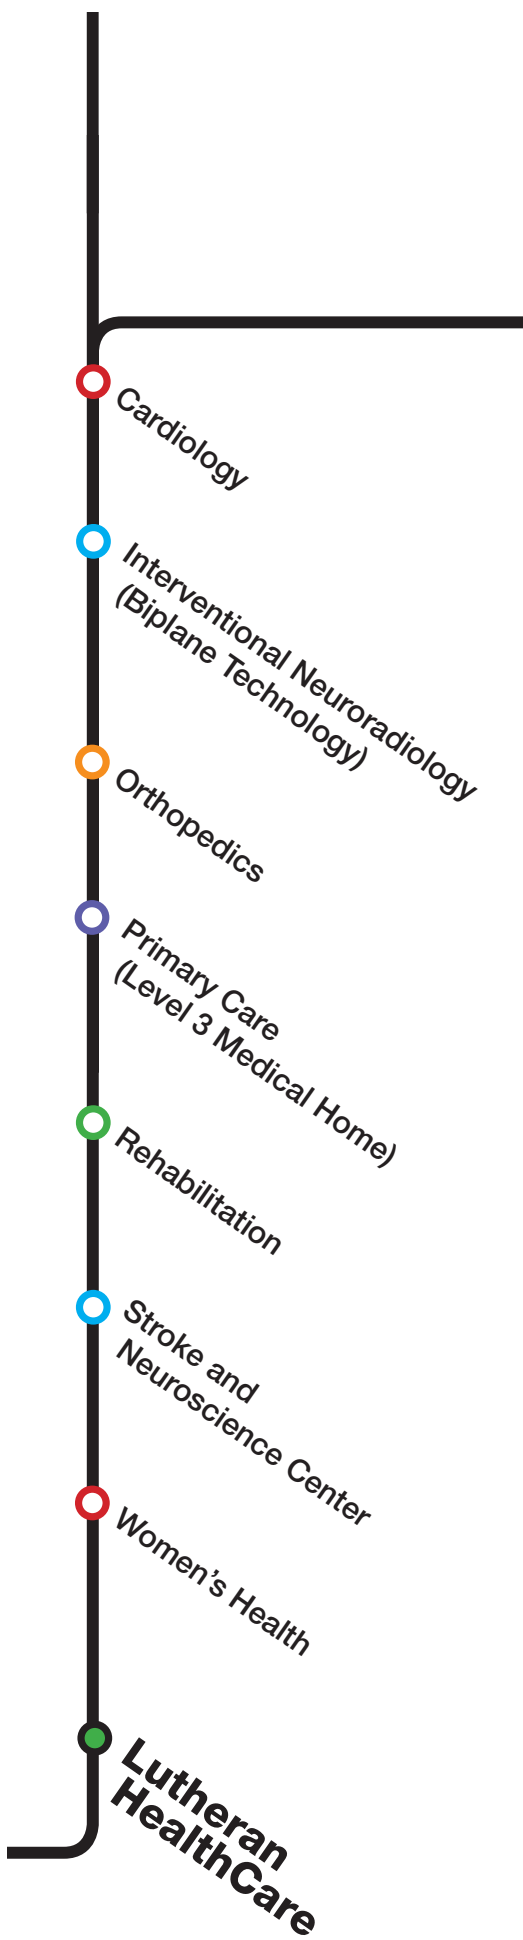 Cardiology
Interventional Neuroradiology
(Biplane Technology)
Orthopedics
Primary Care
(Level 3 Medical Home)
Rehabilitation
Stroke and
Neuroscience Center
Women’s Health
Lutheran
HealthCare